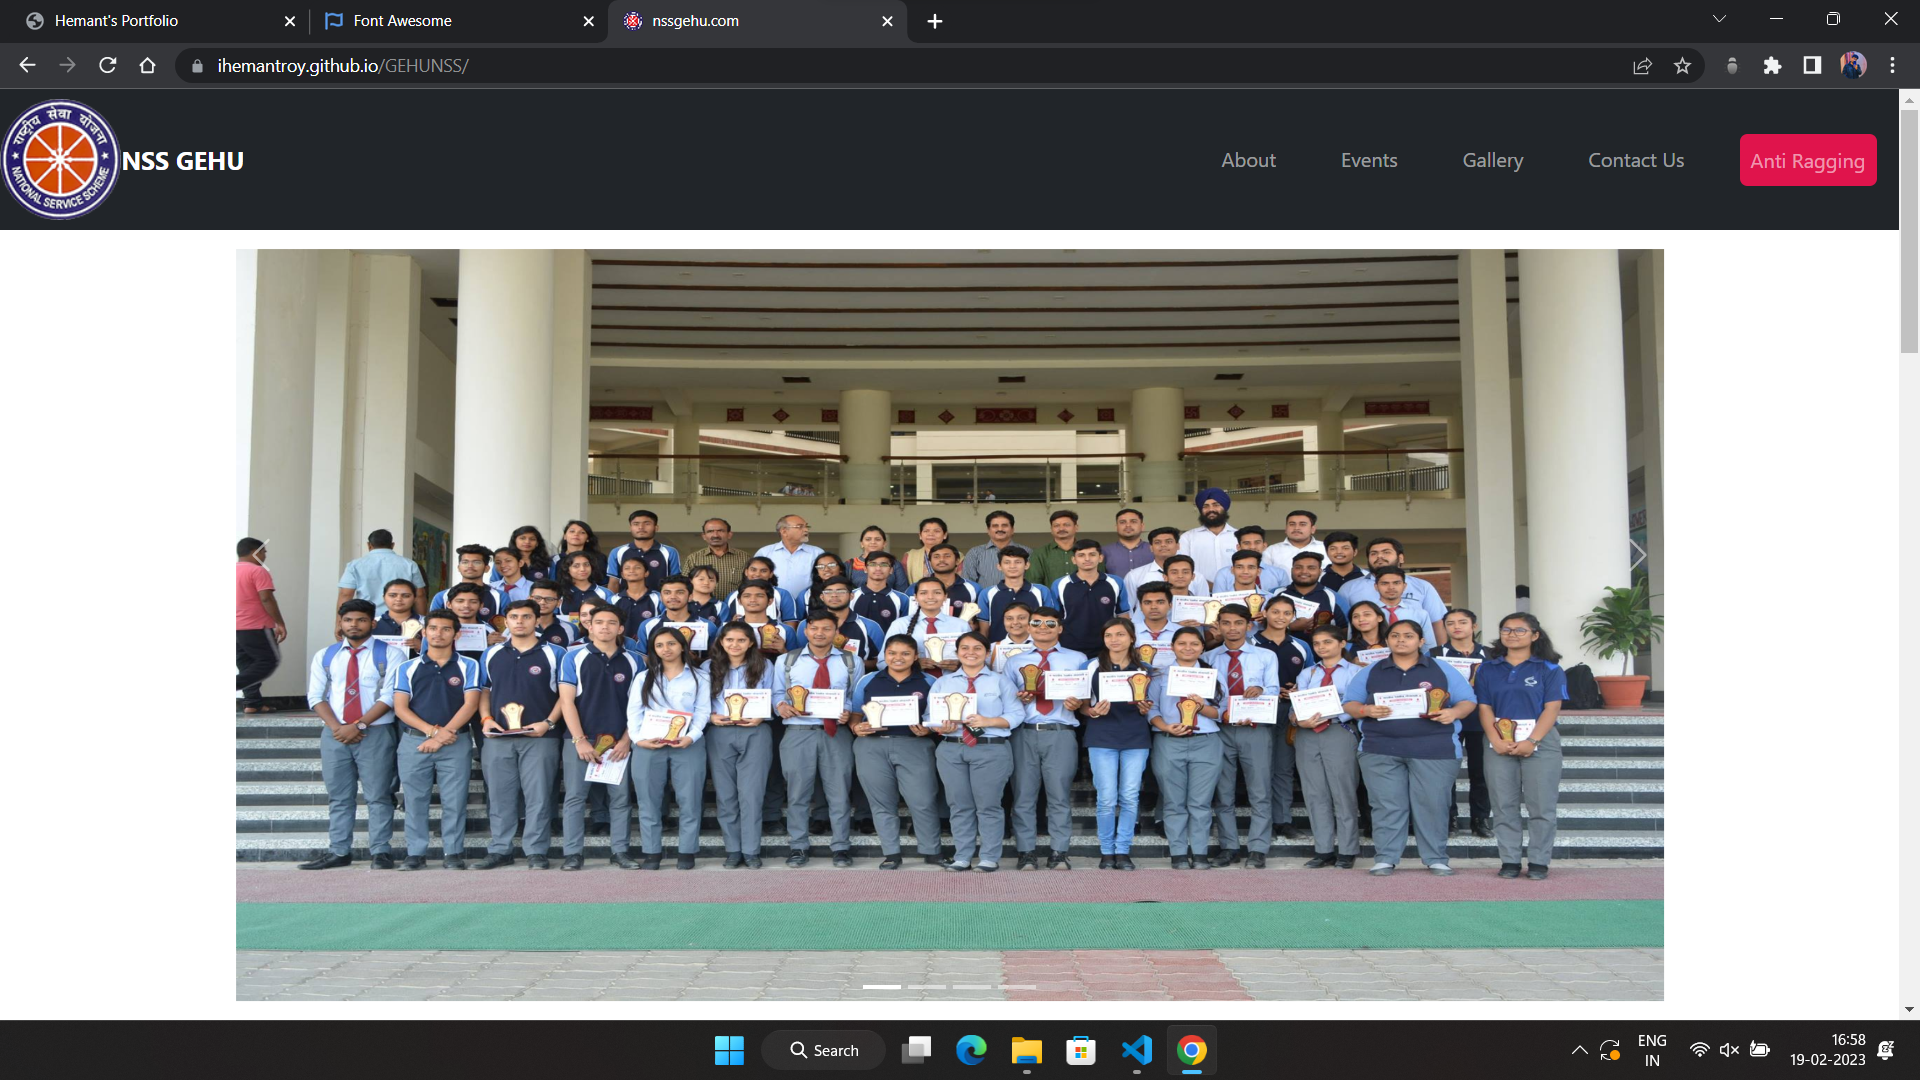 Hemant's Portfolio
Font Awesome
nssgehu.com
ihemantroy.github.io/GEHUNSS/
राष्ट्रीय सेवा योजना
NATIONAL SERVICE SCHEME
NSS GEHU
About
Events
Gallery
Contact Us
Anti Ragging
Search
ENG
IN
16:58
19-02-2023